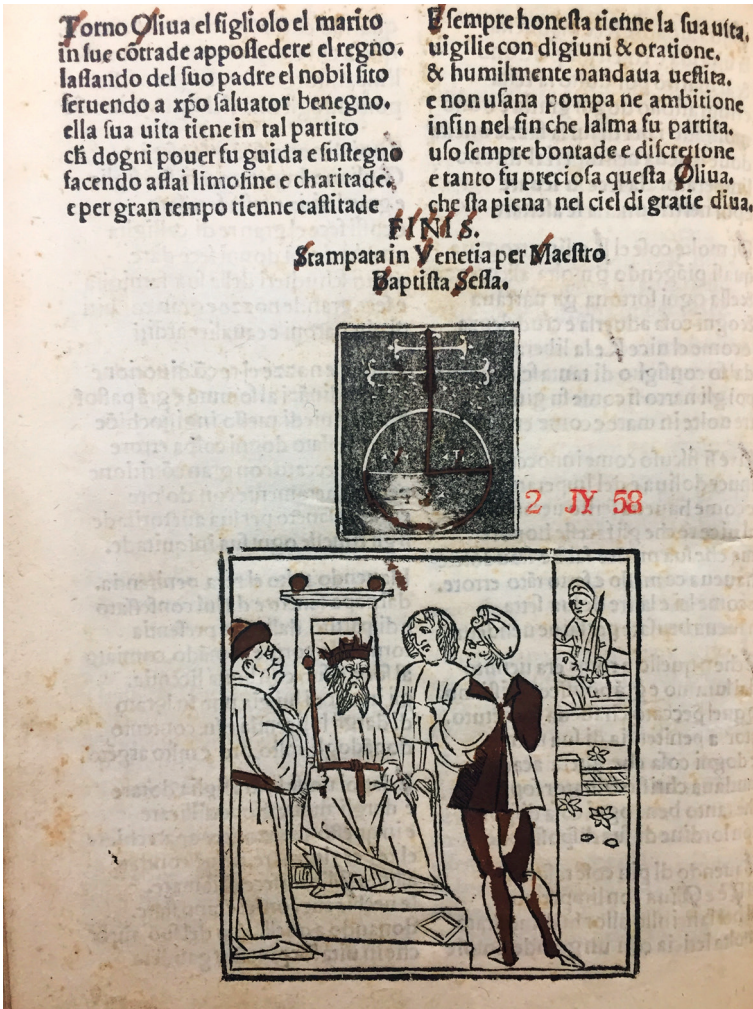 Torno Oliua el figliolo el marito
in sue cōtrade appossedere el regno.
lassando del suo padre el nobil sito
seruendo a xp̄o saluator benegno.
ella sua uita tiene in tal partito
ch̄ dogni pouer fu guida e sustegno
facendo assai limosine e charitade.
e per gran tempo tienne castitade
E sempre honesta tienne la sua uita.
uigilie con digiuni & oratione.
& humilmente nandaua uestita.
e non usaua pompa ne ambitione
insin nel fin che lalma fu partita.
uso sempre bontade e discretione
e tanto fu preciosa questa Oliua.
che sta piena nel ciel di gratie diua.
FINIS.
Stampata in Venetia per Maestro
Baptista Sessa.
2 JY 58